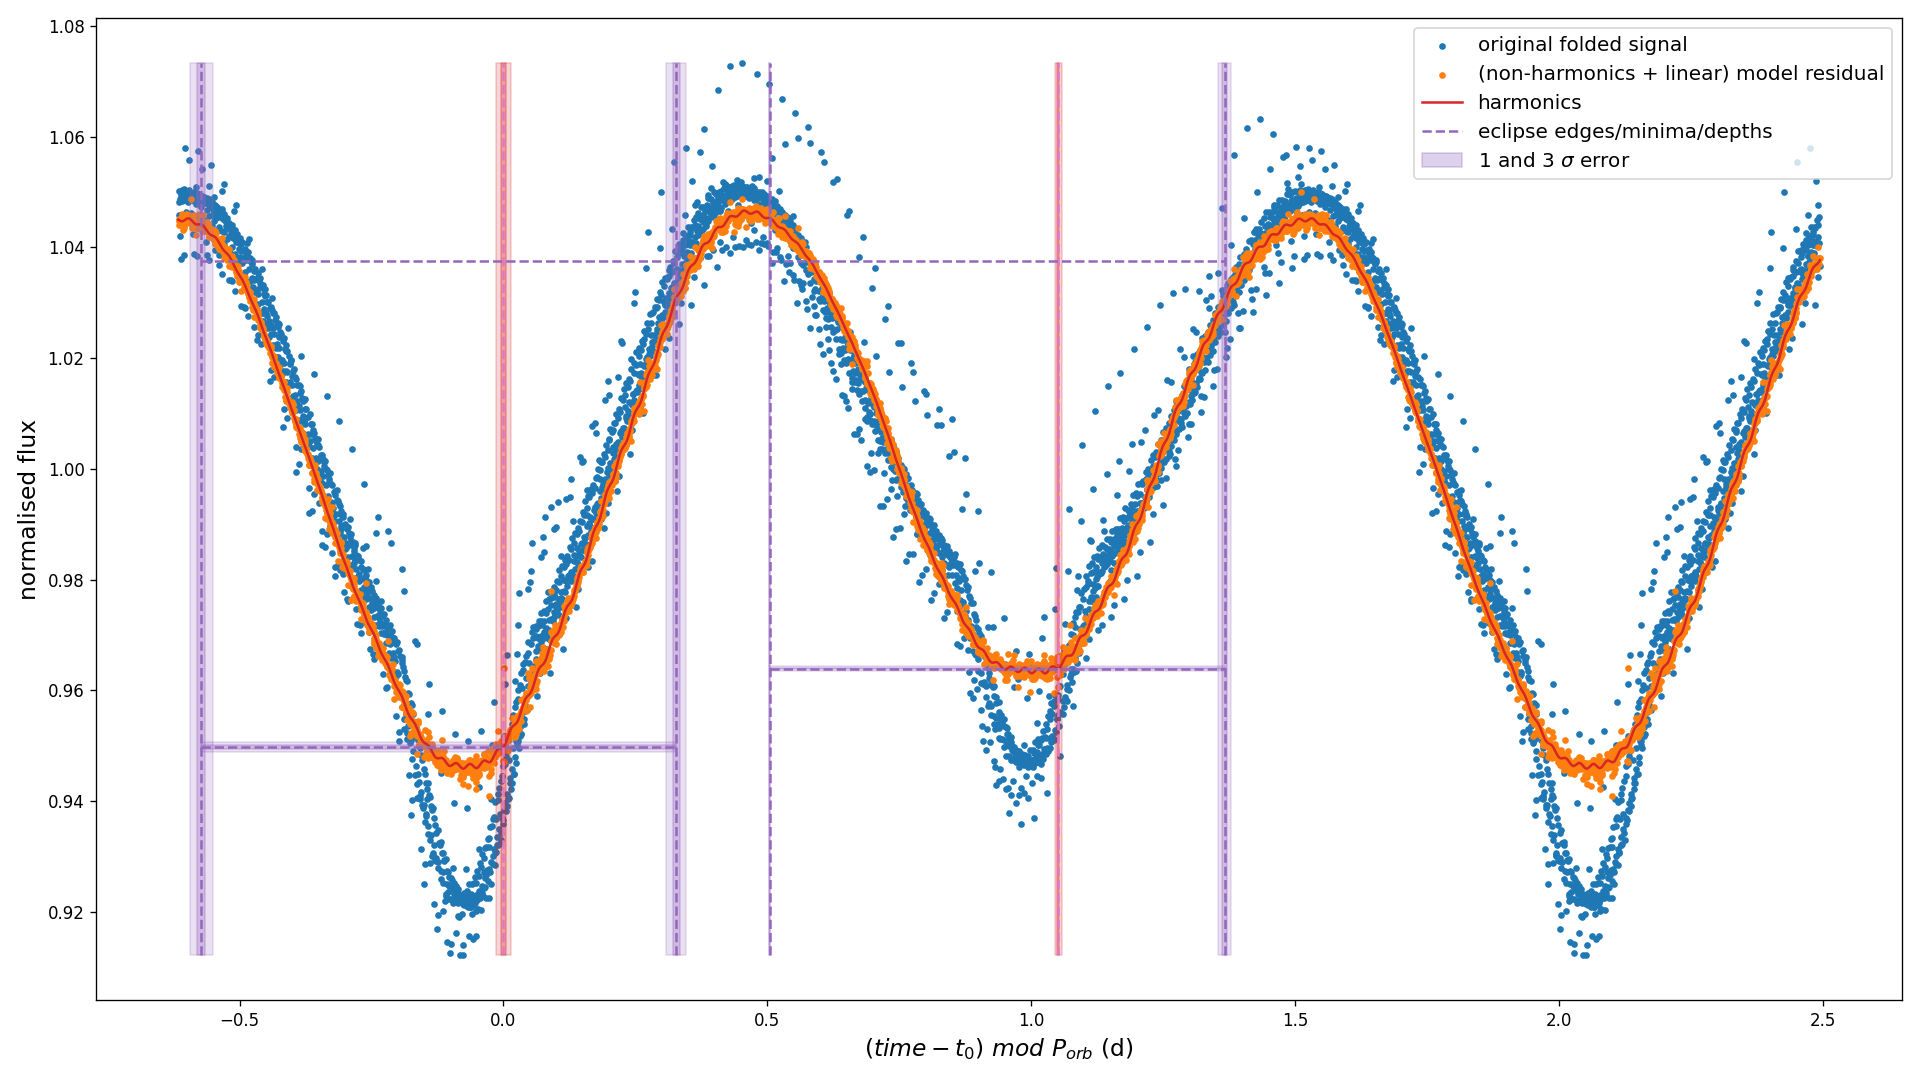 1.08
1.06
1.04
1.02
1.00
0.98
0.96
0.94
0.92
normalised flux
original folded signal
(non-harmonics + linear) model residual
harmonics
eclipse edges/minima/depths
1 and 3 σ error
−0.5 0.0 0.5 1.0 1.5 2.0 2.5
(time − t₀) mod Pₒᵣb (d)